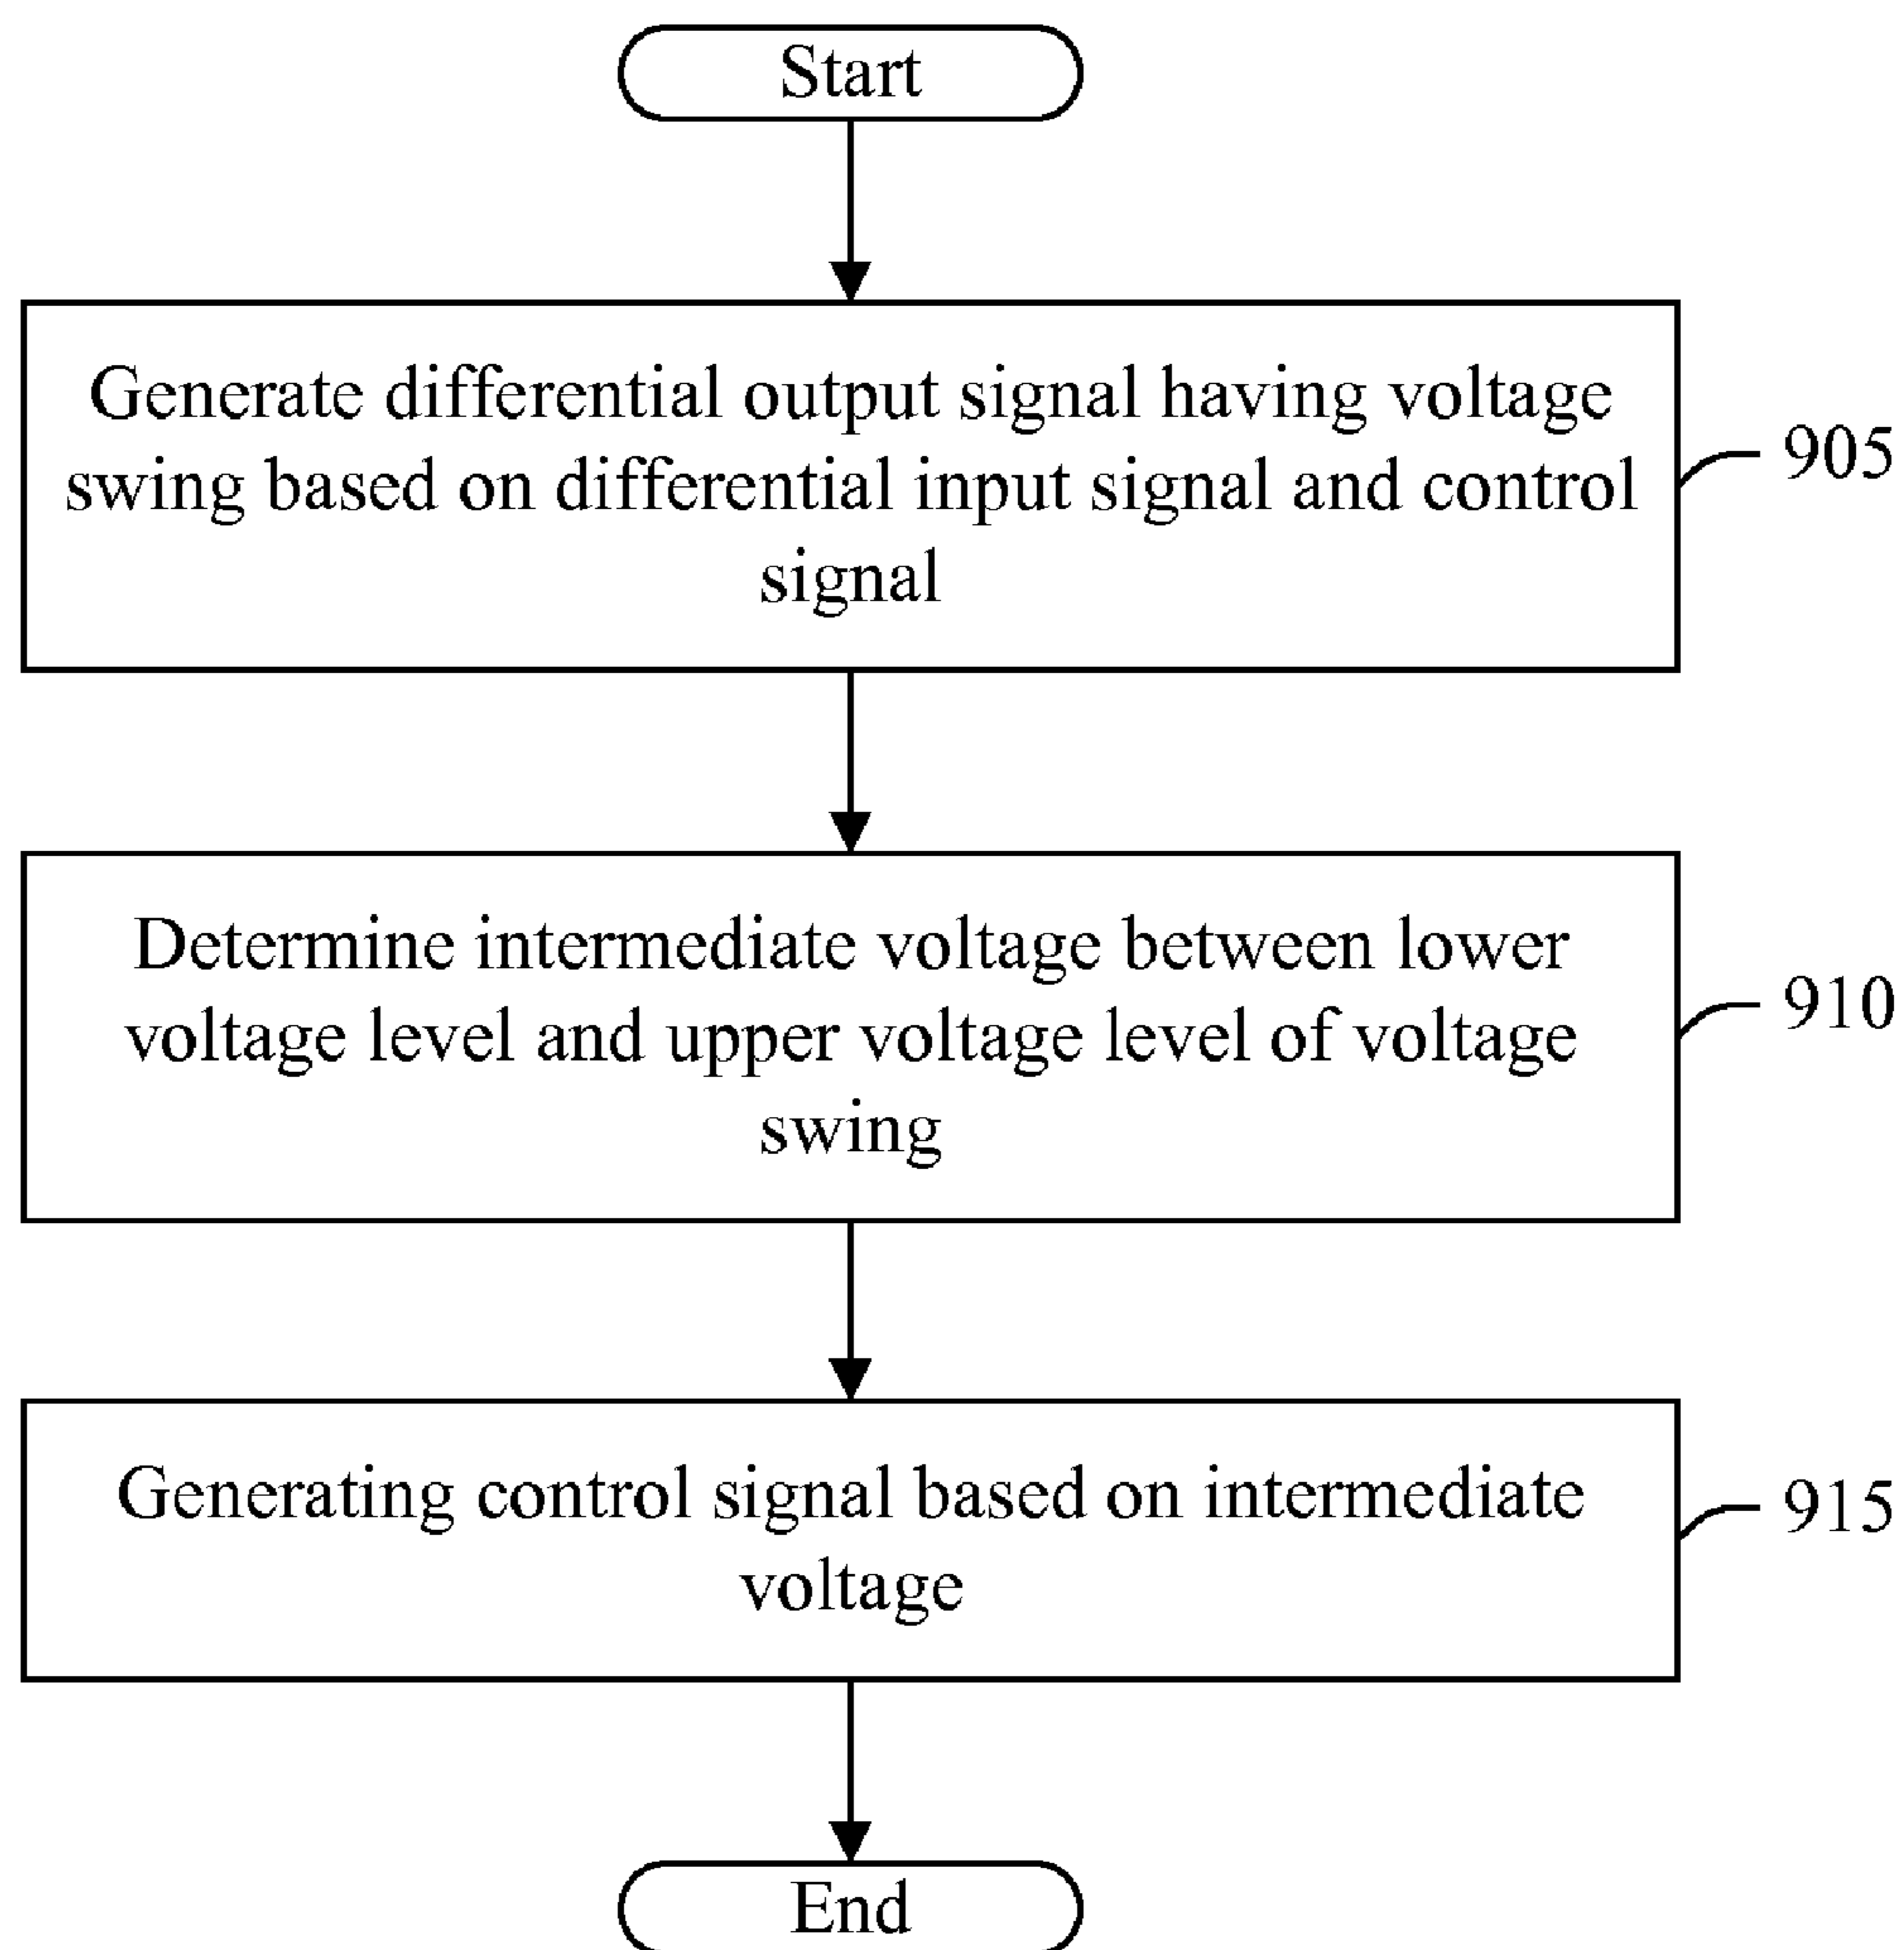 Start
Generate differential output signal having voltage
swing based on differential input signal and control
signal
905
Determine intermediate voltage between lower
voltage level and upper voltage level of voltage
swing
910
Generating control signal based on intermediate
voltage
915
End